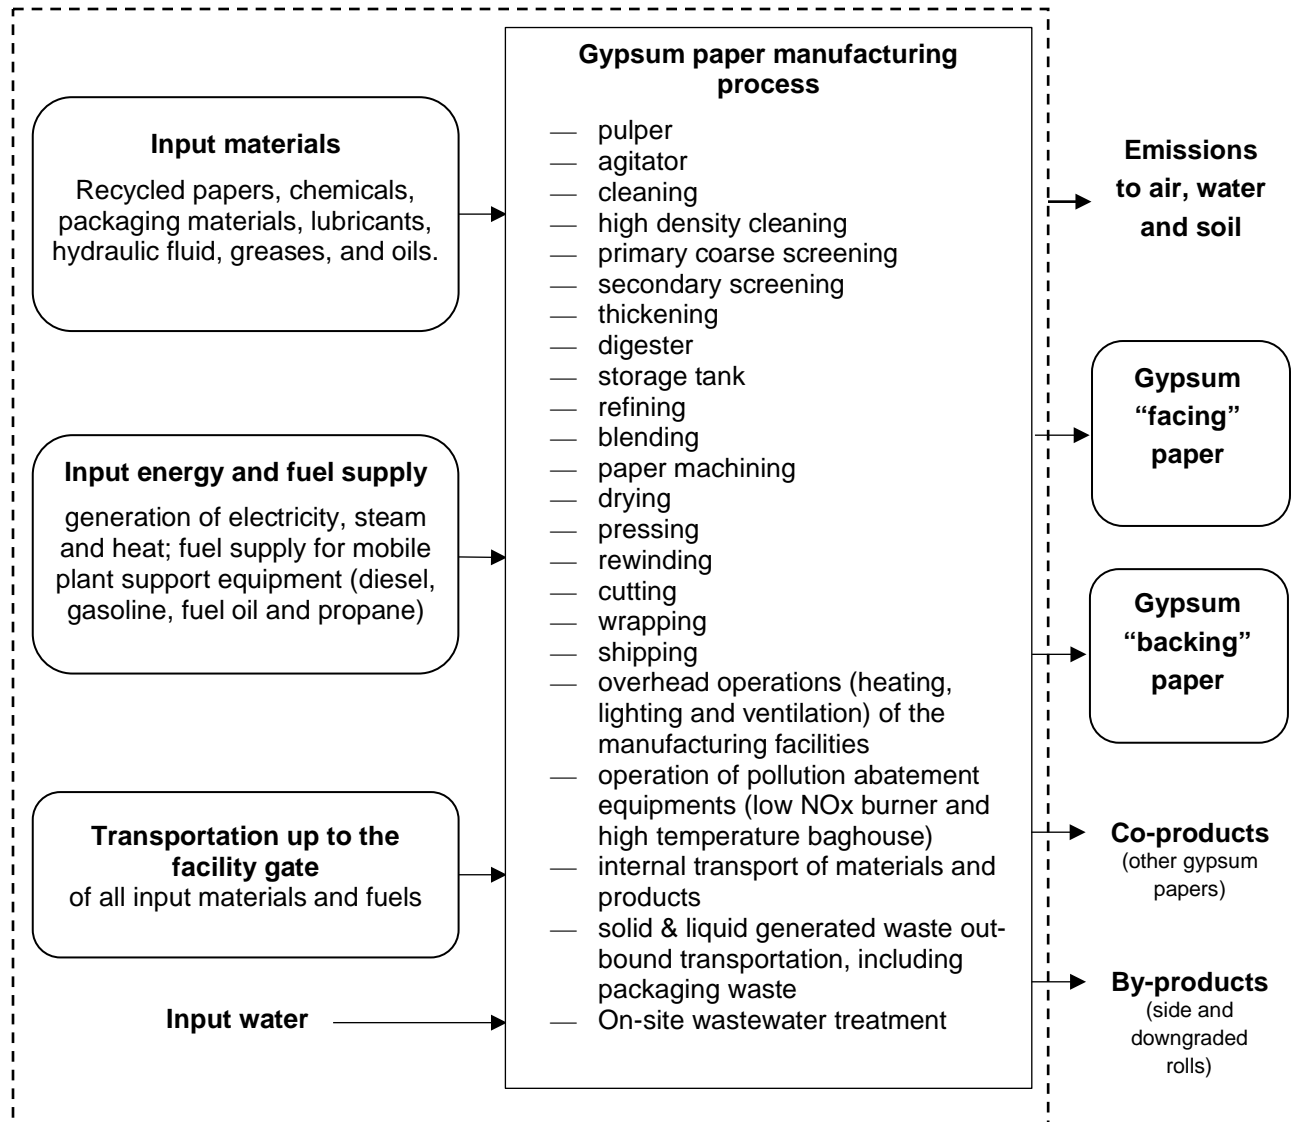 Input materials
Recycled papers, chemicals,
packaging materials, lubricants,
hydraulic fluid, greases, and oils.
Input energy and fuel supply
generation of electricity, steam
and heat; fuel supply for mobile
plant support equipment (diesel,
gasoline, fuel oil and propane)
Transportation up to the
facility gate
of all input materials and fuels
Input water
Gypsum paper manufacturing
process
— pulper
— agitator
— cleaning
— high density cleaning
— primary coarse screening
— secondary screening
— thickening
— digester
— storage tank
— refining
— blending
— paper machining
— drying
— pressing
— rewinding
— cutting
— wrapping
— shipping
— overhead operations (heating,
lighting and ventilation) of the
manufacturing facilities
— operation of pollution abatement
equipments (low NOx burner and
high temperature baghouse)
— internal transport of materials and
products
— solid & liquid generated waste out-
bound transportation, including
packaging waste
— On-site wastewater treatment
Emissions
to air, water
and soil
Gypsum
“facing”
paper
Gypsum
“backing”
paper
Co-products
(other gypsum
papers)
By-products
(side and
downgraded
rolls)